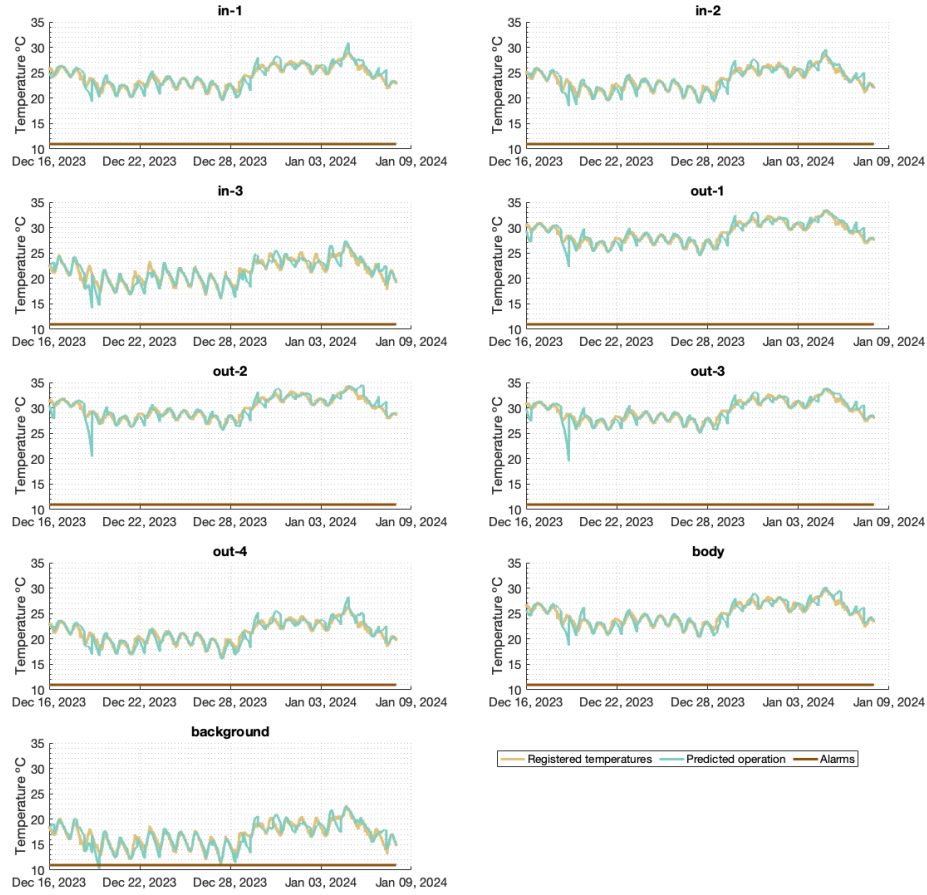 in-1
35
30
25
20
15
10
Temperature °C
Dec 16, 2023 Dec 22, 2023 Dec 28, 2023 Jan 03, 2024 Jan 09, 2024
in-2
35
30
25
20
15
10
Temperature °C
Dec 16, 2023 Dec 22, 2023 Dec 28, 2023 Jan 03, 2024 Jan 09, 2024
in-3
35
30
25
20
15
10
Temperature °C
Dec 16, 2023 Dec 22, 2023 Dec 28, 2023 Jan 03, 2024 Jan 09, 2024
out-1
35
30
25
20
15
10
Temperature °C
Dec 16, 2023 Dec 22, 2023 Dec 28, 2023 Jan 03, 2024 Jan 09, 2024
out-2
35
30
25
20
15
10
Temperature °C
Dec 16, 2023 Dec 22, 2023 Dec 28, 2023 Jan 03, 2024 Jan 09, 2024
out-3
35
30
25
20
15
10
Temperature °C
Dec 16, 2023 Dec 22, 2023 Dec 28, 2023 Jan 03, 2024 Jan 09, 2024
out-4
35
30
25
20
15
10
Temperature °C
Dec 16, 2023 Dec 22, 2023 Dec 28, 2023 Jan 03, 2024 Jan 09, 2024
body
35
30
25
20
15
10
Temperature °C
Dec 16, 2023 Dec 22, 2023 Dec 28, 2023 Jan 03, 2024 Jan 09, 2024
background
35
30
25
20
15
10
Temperature °C
Dec 16, 2023 Dec 22, 2023 Dec 28, 2023 Jan 03, 2024 Jan 09, 2024
Registered temperatures Predicted operation Alarms